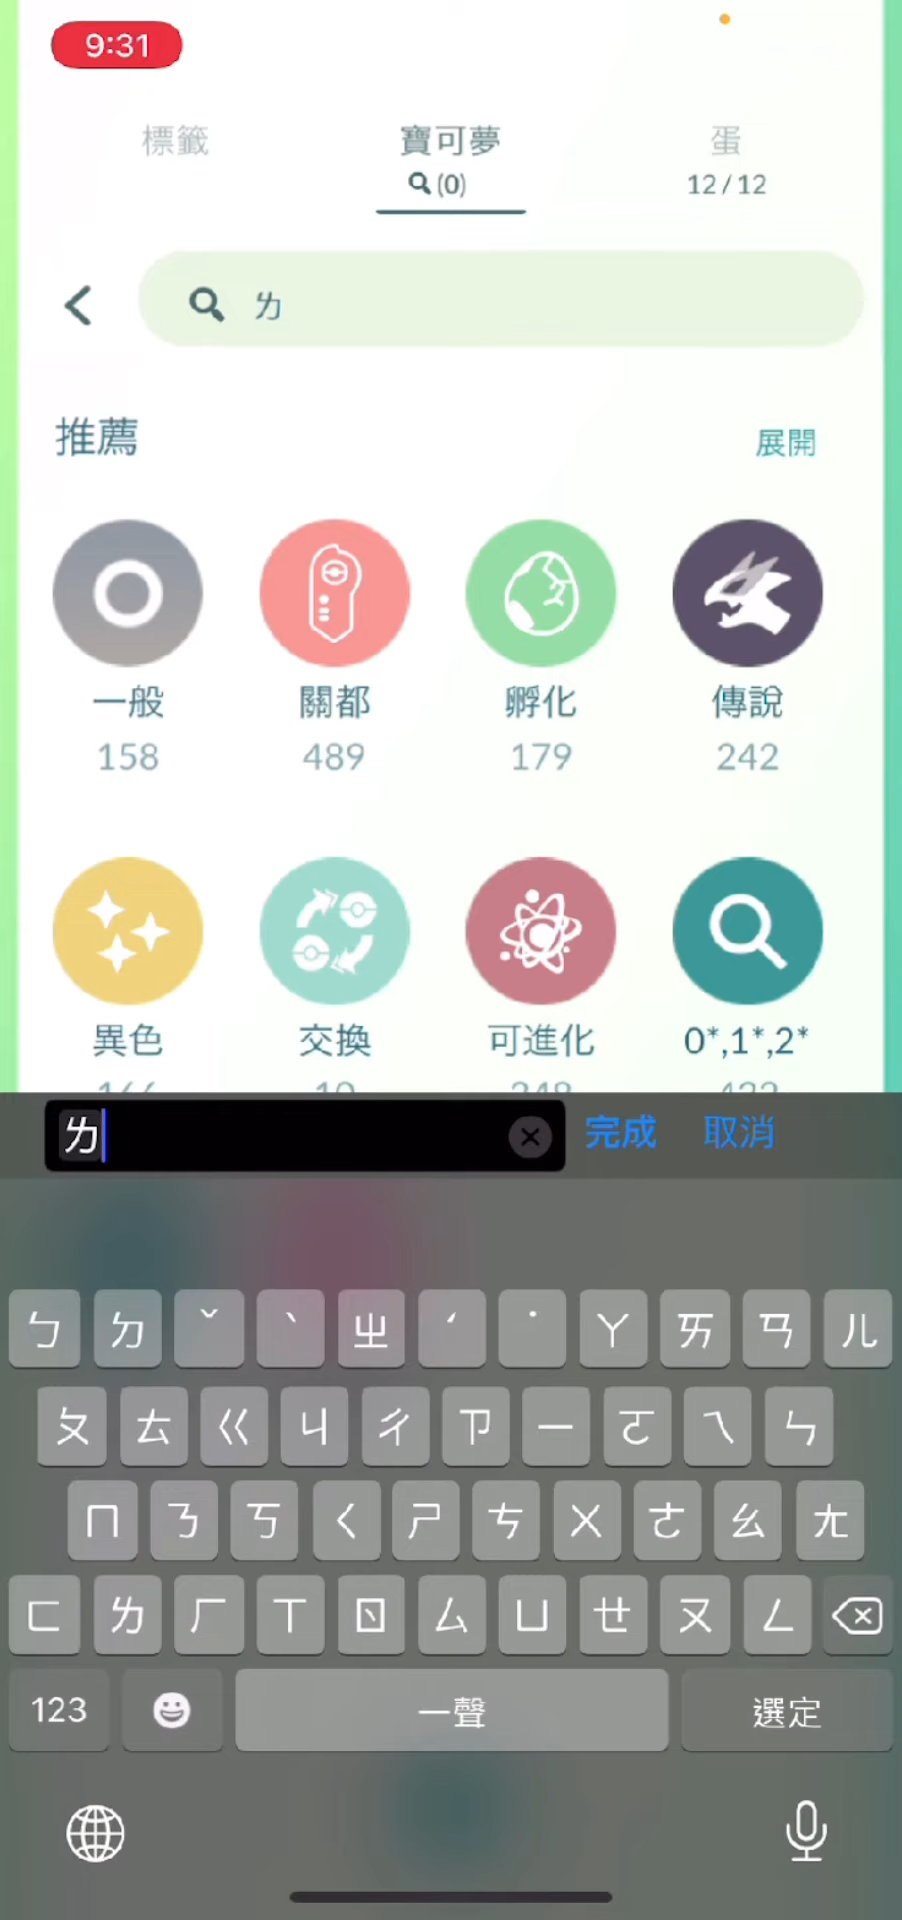 9:31
標籤 寶可夢 蛋
(0) 12/12
ㄌ
推薦 展開
一般 關都 孵化 傳說
158 489 179 242
異色 交換 可進化 0*,1*,2*
ㄌ 完成 取消
ㄅ ㄉ ˇ ˋ ㄓ ˊ ˙ ㄚ ㄞ ㄢ ㄦ
ㄆ ㄊ ㄍ ㄐ ㄔ ㄗ ㄧ ㄛ ㄟ ㄣ
ㄇ ㄋ ㄎ ㄑ ㄕ ㄘ ㄨ ㄜ ㄠ ㄤ
ㄈ ㄌ ㄏ ㄒ ㄖ ㄙ ㄩ ㄝ ㄡ ㄥ
123 一聲 選定